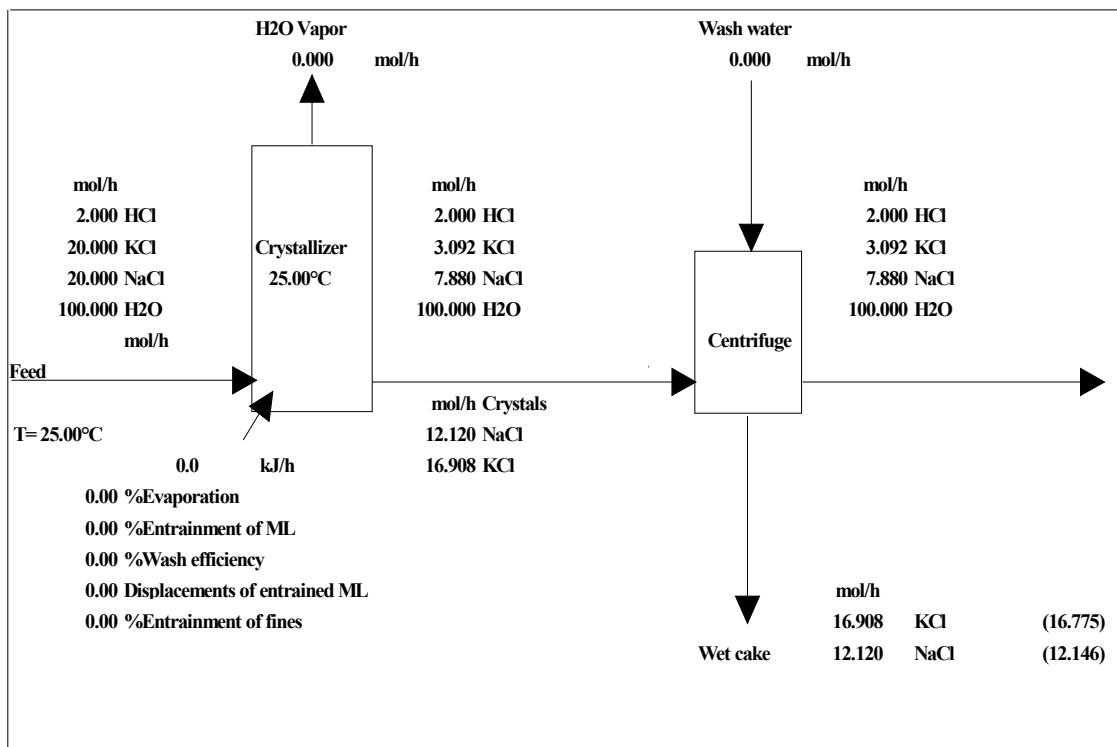 H2O Vapor
0.000 mol/h
Wash water
0.000 mol/h
mol/h
2.000 HCl
20.000 KCl
20.000 NaCl
100.000 H2O
mol/h
Feed
T= 25.00°C
Crystallizer
25.00°C
0.0 kJ/h
0.00 %Evaporation
0.00 %Entrainment of ML
0.00 %Wash efficiency
0.00 Displacements of entrained ML
0.00 %Entrainment of fines
mol/h
2.000 HCl
3.092 KCl
7.880 NaCl
100.000 H2O
mol/h Crystals
12.120 NaCl
16.908 KCl
Centrifuge
mol/h
2.000 HCl
3.092 KCl
7.880 NaCl
100.000 H2O
mol/h
16.908 KCl (16.775)
Wet cake 12.120 NaCl (12.146)